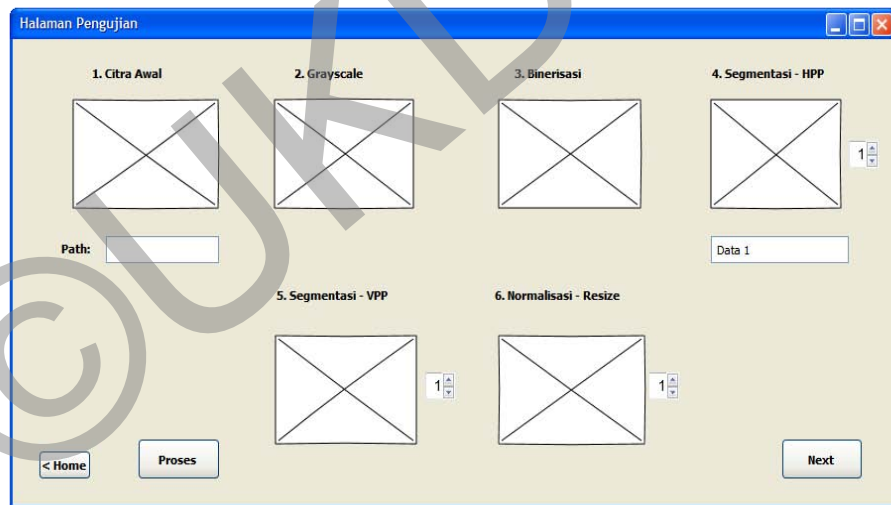 Halaman Pengujian
1. Citra Awal
2. Grayscale
3. Binerisasi
4. Segmentasi - HPP
1
Path:
Data 1
5. Segmentasi - VPP
6. Normalisasi - Resize
1
1
< Home
Proses
Next
© UKD